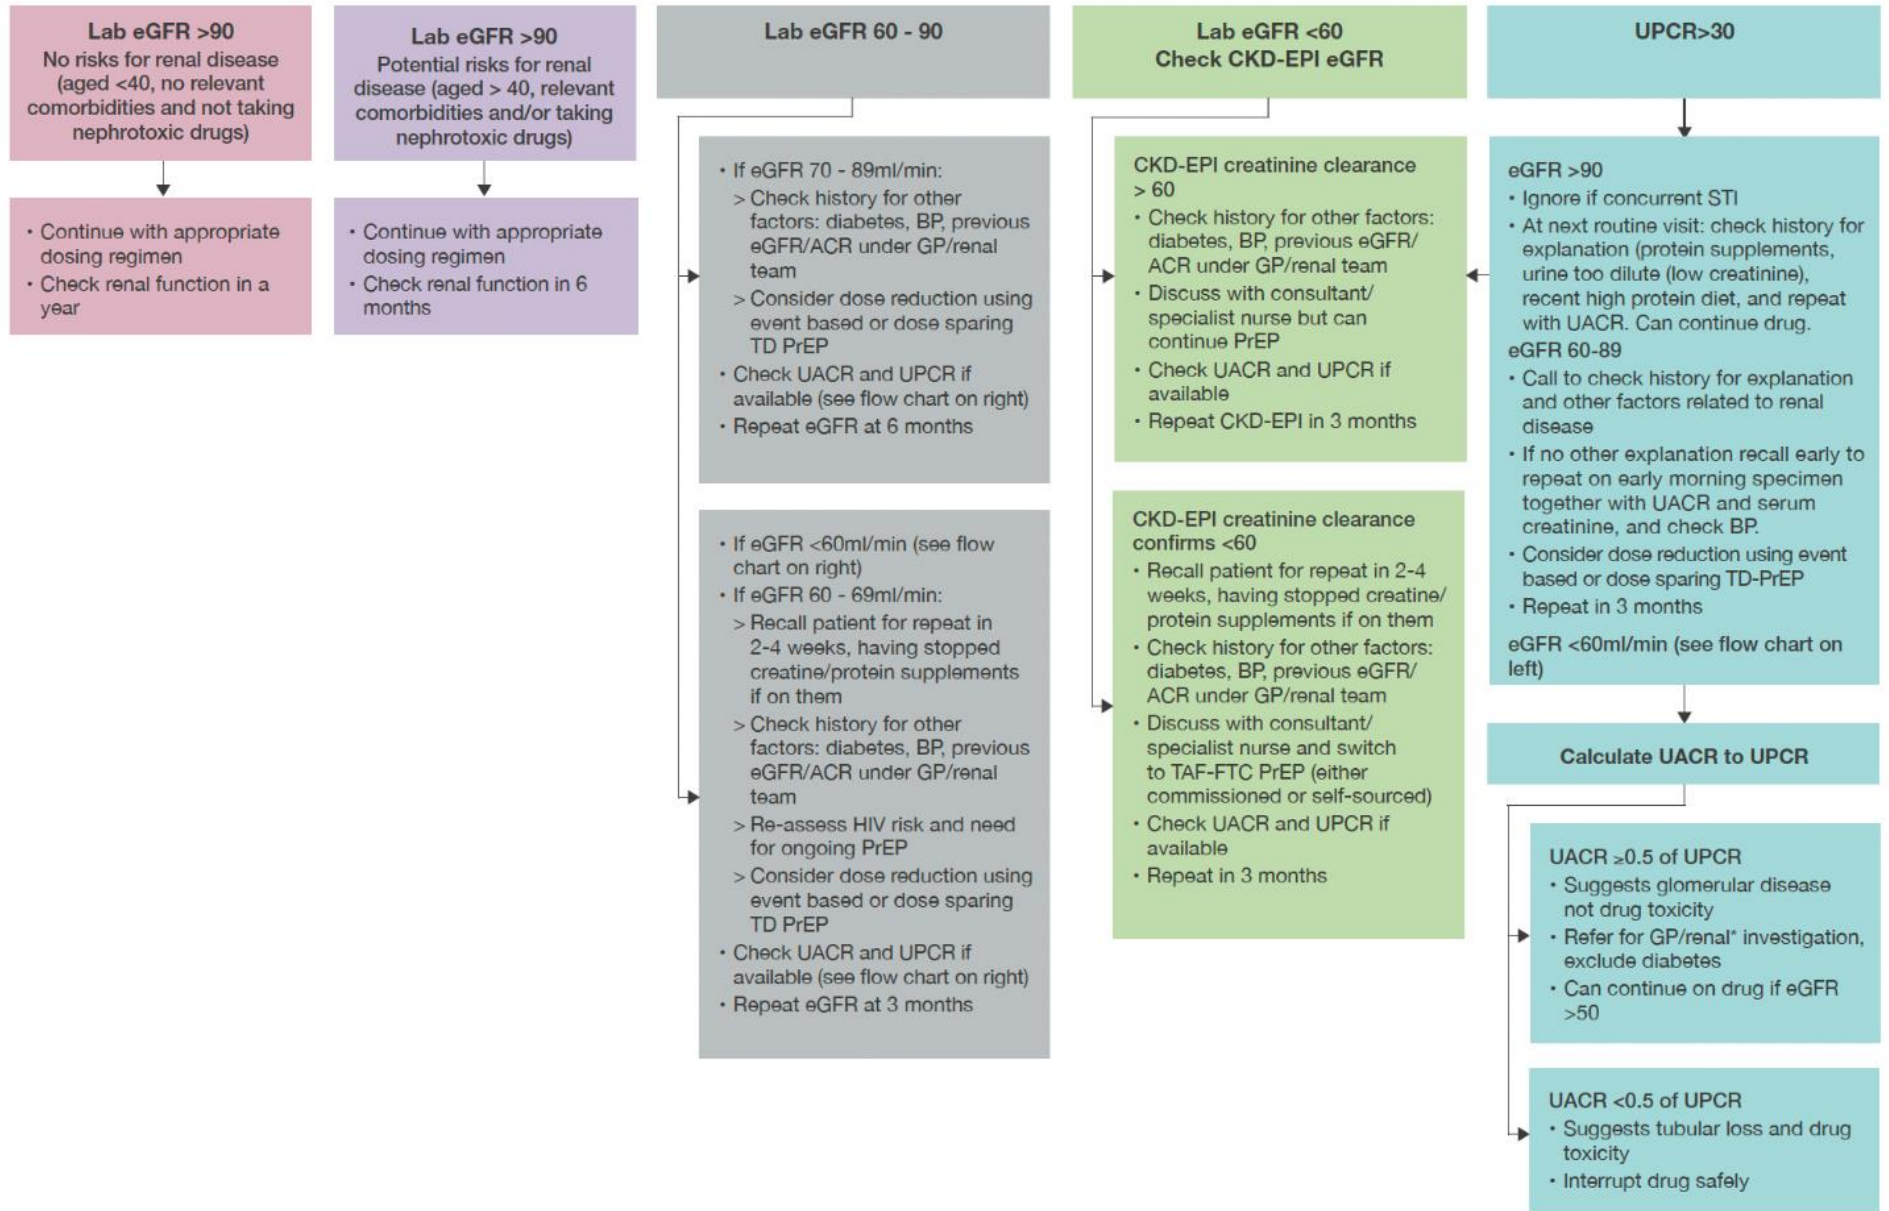 Lab eGFR >90
No risks for renal disease
(aged <40, no relevant
comorbidities and not taking
nephrotoxic drugs)
• Continue with appropriate
dosing regimen
• Check renal function in a
year
Lab eGFR >90
Potential risks for renal
disease (aged > 40, relevant
comorbidities and/or taking
nephrotoxic drugs)
• Continue with appropriate
dosing regimen
• Check renal function in 6
months
Lab eGFR 60 - 90
• If eGFR 70 - 89ml/min:
> Check history for other
factors: diabetes, BP, previous
eGFR/ACR under GP/renal
team
> Consider dose reduction using
event based or dose sparing
TD PrEP
• Check UACR and UPCR if
available (see flow chart on right)
• Repeat eGFR at 6 months
• If eGFR <60ml/min (see flow
chart on right)
• If eGFR 60 - 69ml/min:
> Recall patient for repeat in
2-4 weeks, having stopped
creatine/protein supplements
if on them
> Check history for other
factors: diabetes, BP, previous
eGFR/ACR under GP/renal
team
> Re-assess HIV risk and need
for ongoing PrEP
> Consider dose reduction using
event based or dose sparing
TD PrEP
• Check UACR and UPCR if
available (see flow chart on right)
• Repeat eGFR at 3 months
Lab eGFR <60
Check CKD-EPI eGFR
CKD-EPI creatinine clearance
> 60
• Check history for other factors:
diabetes, BP, previous eGFR/
ACR under GP/renal team
• Discuss with consultant/
specialist nurse but can
continue PrEP
• Check UACR and UPCR if
available
• Repeat CKD-EPI in 3 months
CKD-EPI creatinine clearance
confirms <60
• Recall patient for repeat in 2-4
weeks, having stopped creatine/
protein supplements if on them
• Check history for other factors:
diabetes, BP, previous eGFR/
ACR under GP/renal team
• Discuss with consultant/
specialist nurse and switch
to TAF-FTC PrEP (either
commissioned or self-sourced)
• Check UACR and UPCR if
available
• Repeat in 3 months
UPCR>30
eGFR >90
• Ignore if concurrent STI
• At next routine visit: check history for
explanation (protein supplements,
urine too dilute (low creatinine),
recent high protein diet, and repeat
with UACR. Can continue drug.
eGFR 60-89
• Call to check history for explanation
and other factors related to renal
disease
• If no other explanation recall early to
repeat on early morning specimen
together with UACR and serum
creatinine, and check BP.
• Consider dose reduction using event
based or dose sparing TD-PrEP
• Repeat in 3 months
eGFR <60ml/min (see flow chart on
left)
Calculate UACR to UPCR
UACR ≥0.5 of UPCR
• Suggests glomerular disease
not drug toxicity
• Refer for GP/renal* investigation,
exclude diabetes
• Can continue on drug if eGFR
>50
UACR <0.5 of UPCR
• Suggests tubular loss and drug
toxicity
• Interrupt drug safely